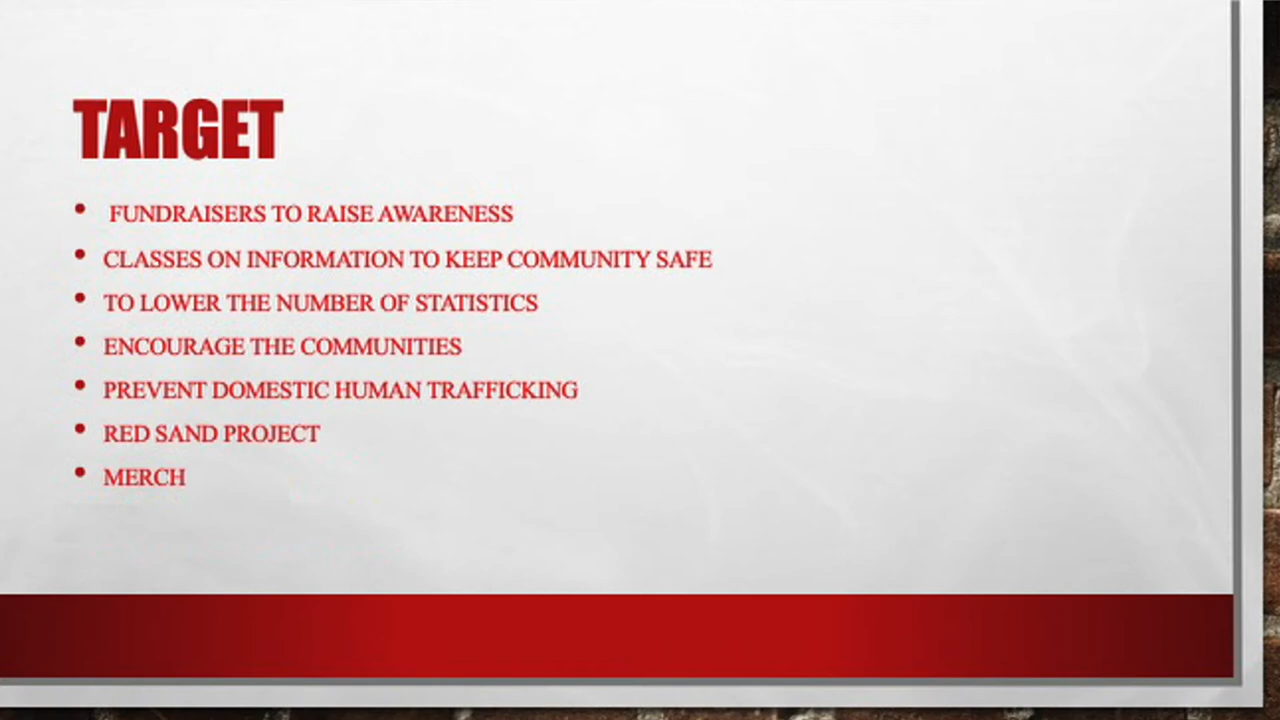 TARGET
• FUNDRAISERS TO RAISE AWARENESS
• CLASSES ON INFORMATION TO KEEP COMMUNITY SAFE
• TO LOWER THE NUMBER OF STATISTICS
• ENCOURAGE THE COMMUNITIES
• PREVENT DOMESTIC HUMAN TRAFFICKING
• RED SAND PROJECT
• MERCH